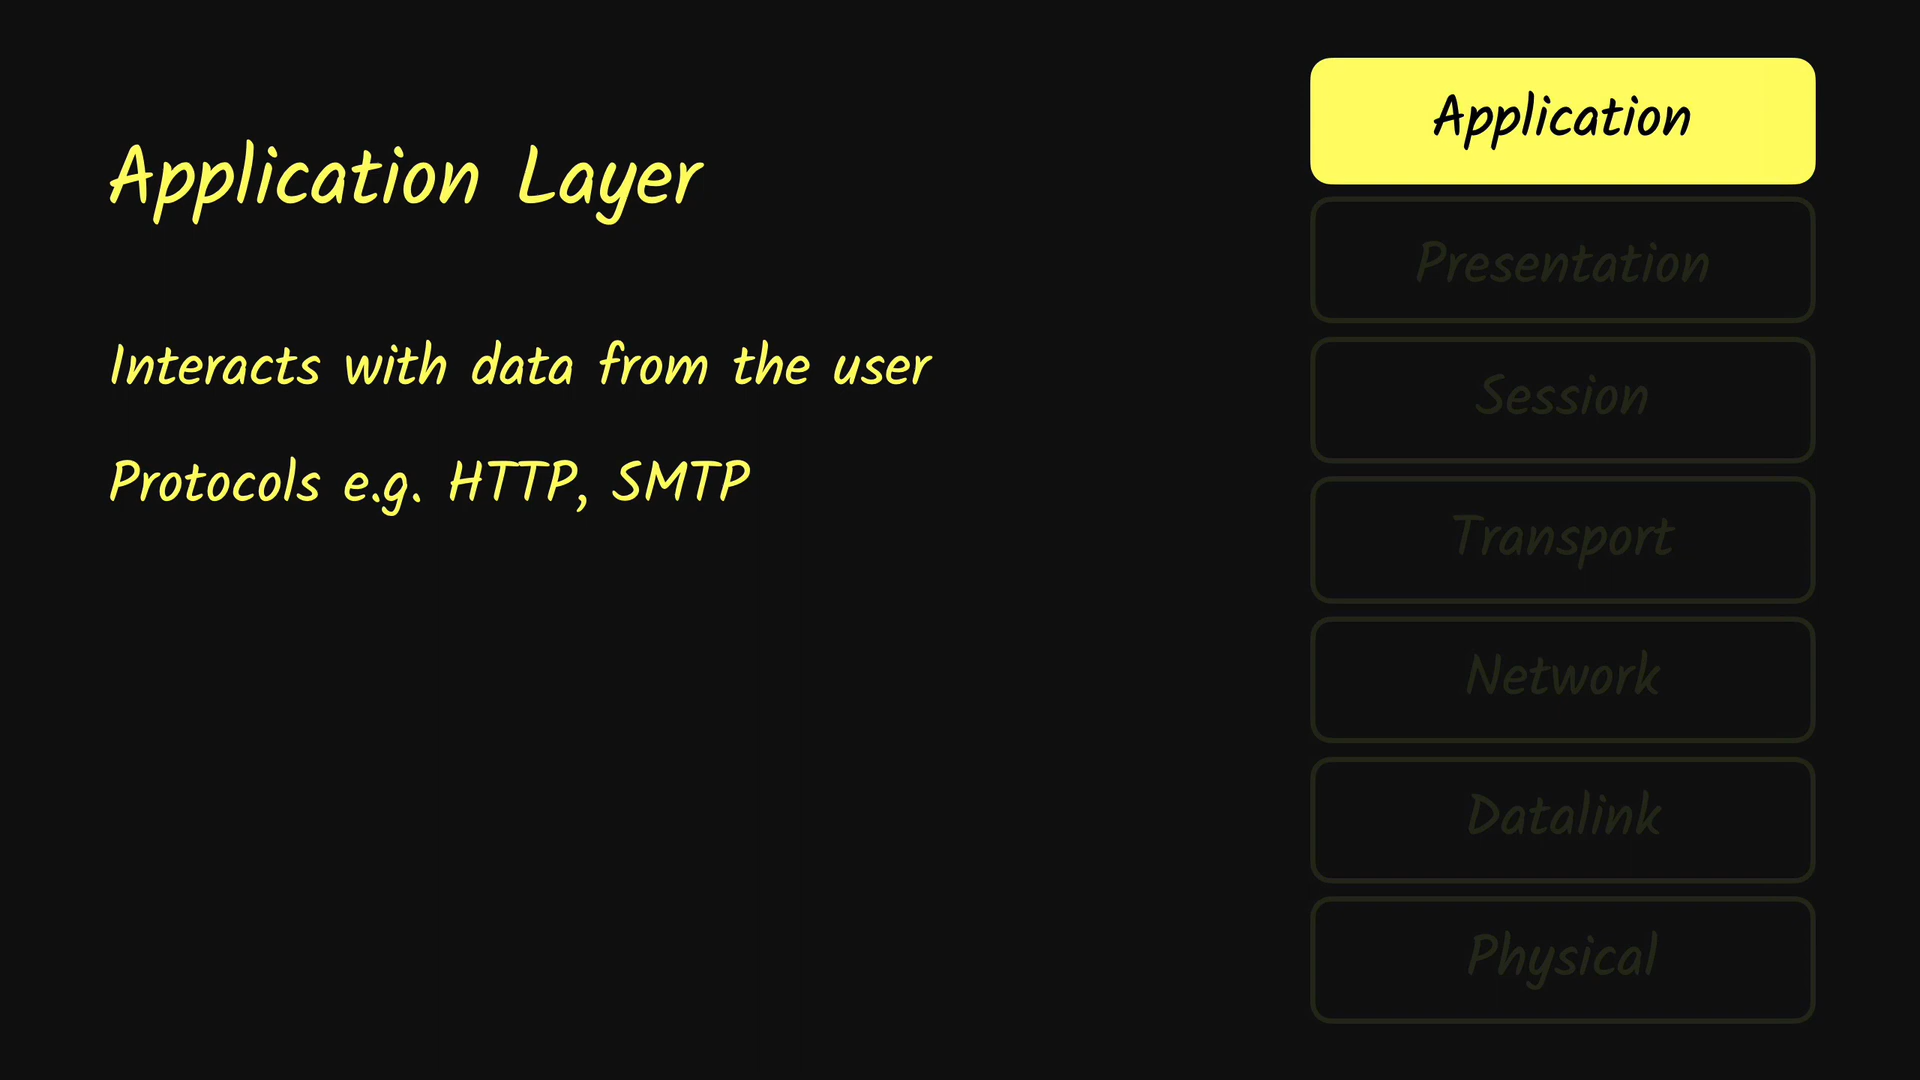 Application Layer
Interacts with data from the user
Protocols e.g. HTTP, SMTP
Application
Presentation
Session
Transport
Network
Datalink
Physical